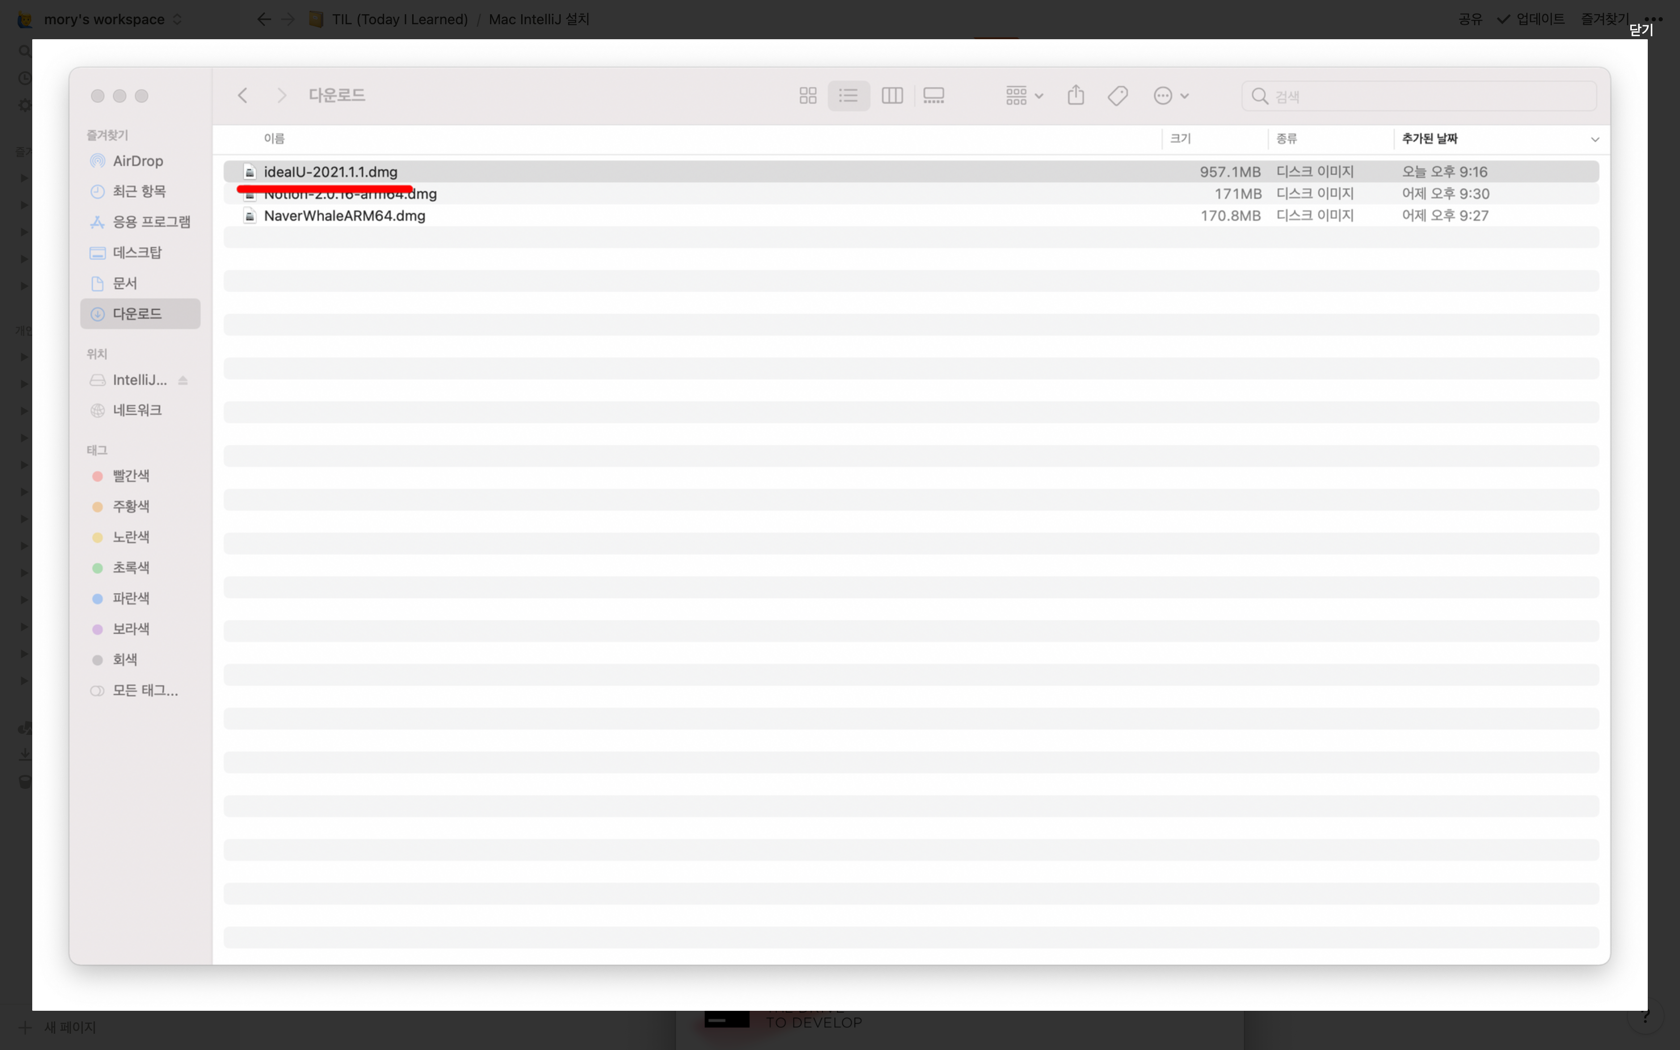 mory's workspace
TIL (Today I Learned) / Mac IntelliJ 설치
공유 업데이트 즐겨찾기
닫기
다운로드
검색
즐겨찾기
AirDrop
최근 항목
응용 프로그램
데스크탑
문서
다운로드
위치
IntelliJ...
네트워크
태그
빨간색
주황색
노란색
초록색
파란색
보라색
회색
모든 태그...
이름 크기 종류 추가된 날짜
ideaIU-2021.1.1.dmg 957.1MB 디스크 이미지 오늘 오후 9:16
Notion-2.0.16-arm64.dmg 171MB 디스크 이미지 어제 오후 9:30
NaverWhaleARM64.dmg 170.8MB 디스크 이미지 어제 오후 9:27
새 페이지
TO DEVELOP
?